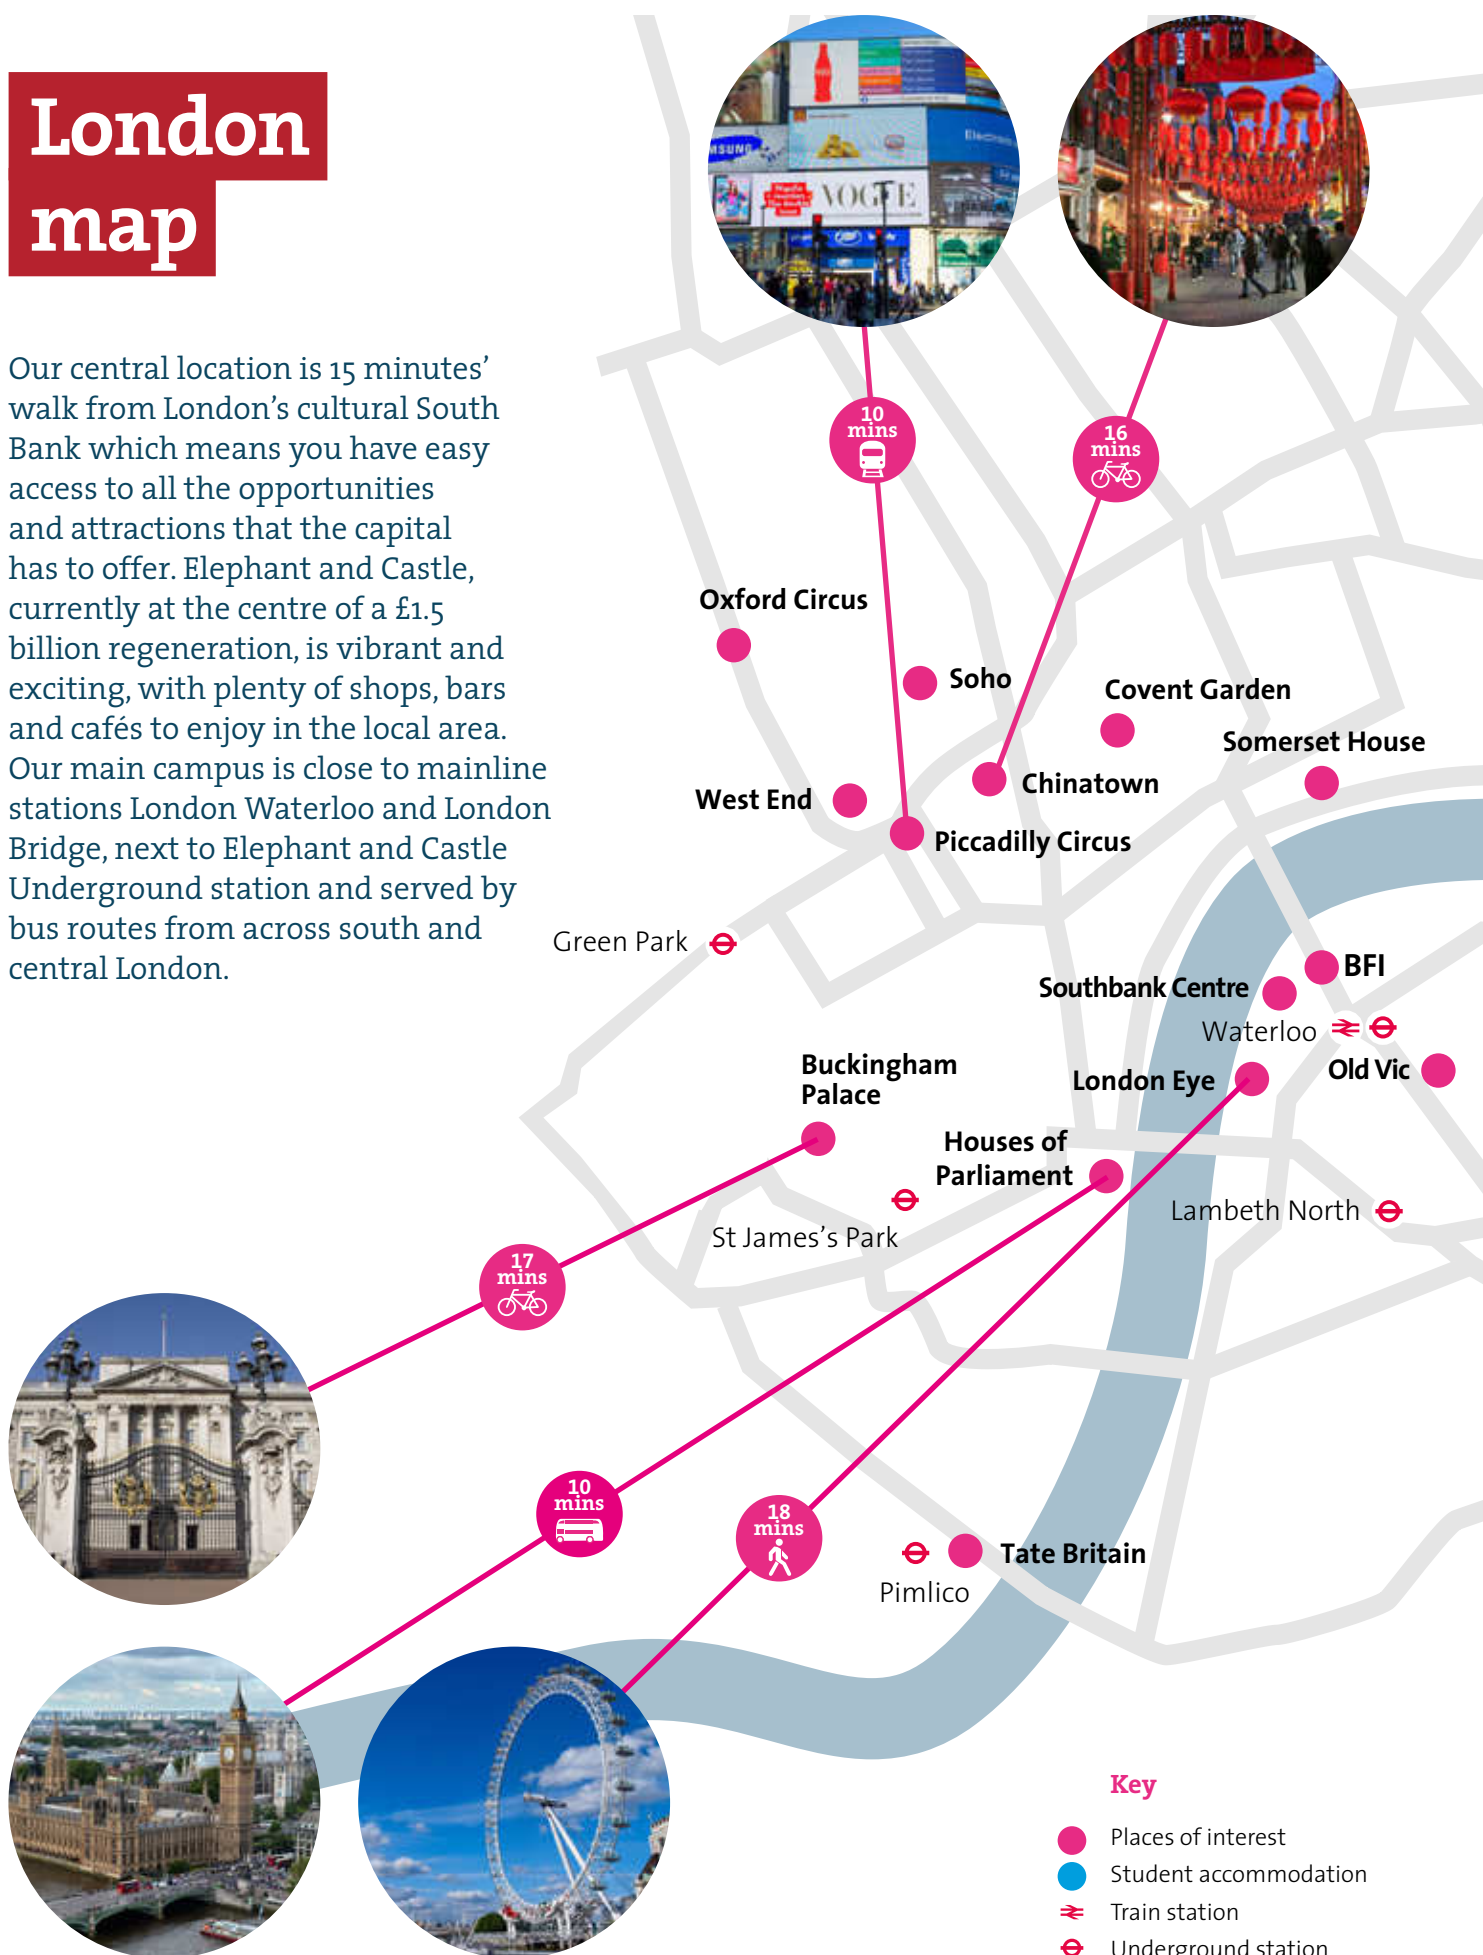 London
map
Our central location is 15 minutes’
walk from London’s cultural South
Bank which means you have easy
access to all the opportunities
and attractions that the capital
has to offer. Elephant and Castle,
currently at the centre of a £1.5
billion regeneration, is vibrant and
exciting, with plenty of shops, bars
and cafés to enjoy in the local area.
Our main campus is close to mainline
stations London Waterloo and London
Bridge, next to Elephant and Castle
Underground station and served by
bus routes from across south and
central London.
SAMSUNG
VOGUE
10
mins
16
mins
Oxford Circus
Soho
Covent Garden
Somerset House
Chinatown
West End
Piccadilly Circus
Green Park
BFI
Southbank Centre
Waterloo
Old Vic
London Eye
Buckingham
Palace
Houses of
Parliament
Lambeth North
St James’s Park
17
mins
10
mins
18
mins
Tate Britain
Pimlico
Key
Places of interest
Student accommodation
Train station
Underground station